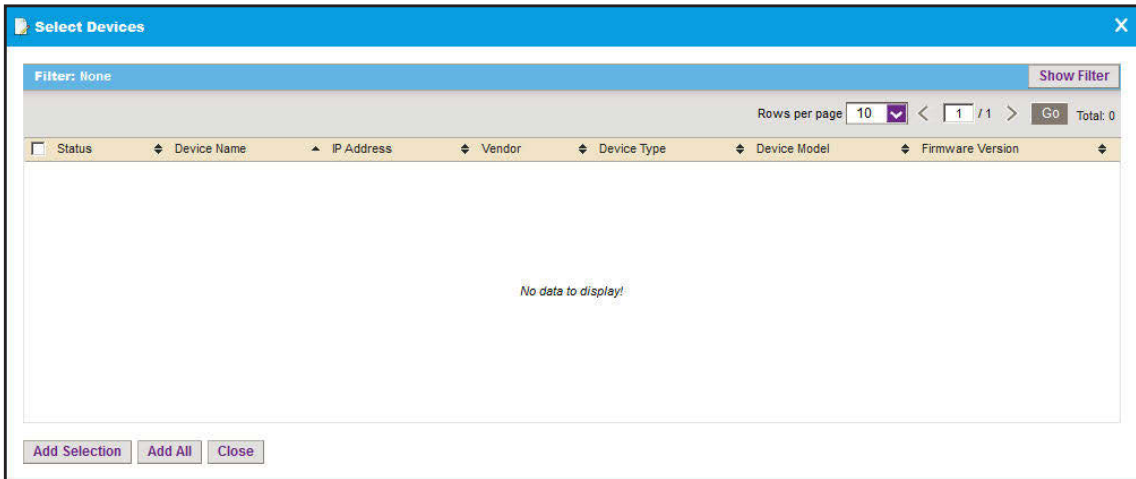 Select Devices X
Filter: None Show Filter
Rows per page 10 < 1 / 1 > Go Total: 0
Status Device Name IP Address Vendor Device Type Device Model Firmware Version
No data to display!
Add Selection Add All Close